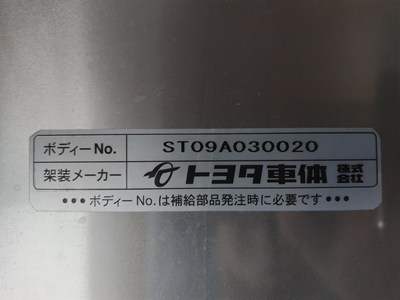 ボディーNo. ST09A030020
架装メーカー トヨタ車体 株式会社
•••ボディーNo.は補給部品発注時に必要です•••